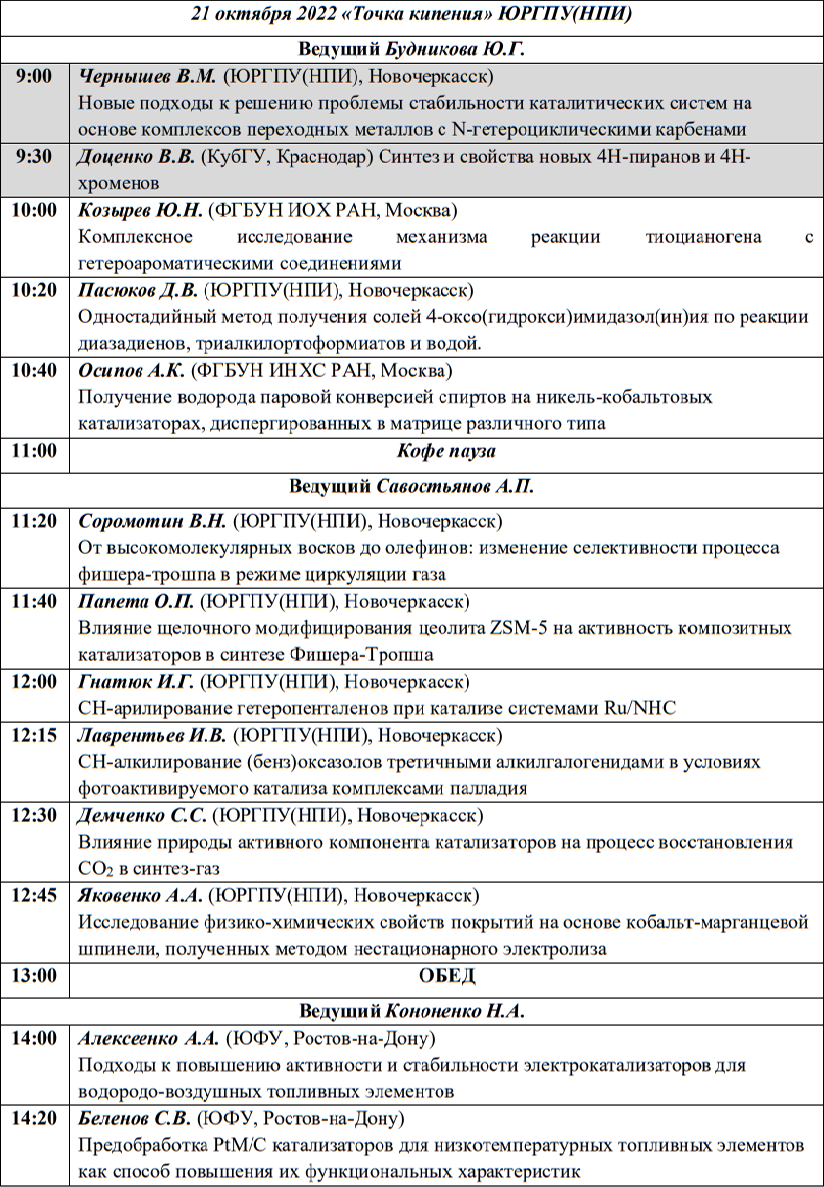 21 октября 2022 «Точка кипения» ЮРГПУ(НПИ)
Ведущий Будникова Ю.Г.
9:00 Чернышев В.М. (ЮРГПУ(НПИ), Новочеркасск)
Новые подходы к решению проблемы стабильности каталитических систем на
основе комплексов переходных металлов с N-гетероциклическими карбенами
9:30 Доценко В.В. (КубГУ, Краснодар) Синтез и свойства новых 4Н-пиранов и 4Н-
хроменов
10:00 Козырев Ю.Н. (ФГБУН ИОХ РАН, Москва)
Комплексное исследование механизма реакции тиоцианогена с
гетероароматическими соединениями
10:20 Пасюков Д.В. (ЮРГПУ(НПИ), Новочеркасск)
Одностадийный метод получения солей 4-оксо(гидрокси)имидазол(ин)ия по реакции
диазадиенов, триалкилортоформиатов и водой.
10:40 Осипов А.К. (ФГБУН ИНХС РАН, Москва)
Получение водорода паровой конверсией спиртов на никель-кобальтовых
катализаторах, диспергированных в матрице различного типа
11:00 Кофе пауза
Ведущий Савостьянов А.П.
11:20 Соромотин В.Н. (ЮРГПУ(НПИ), Новочеркасск)
От высокомолекулярных восков до олефинов: изменение селективности процесса
фишера-тропша в режиме циркуляции газа
11:40 Папета О.П. (ЮРГПУ(НПИ), Новочеркасск)
Влияние щелочного модифицирования цеолита ZSM-5 на активность композитных
катализаторов в синтезе Фишера-Тропша
12:00 Гнатюк И.Г. (ЮРГПУ(НПИ), Новочеркасск)
СН-арилирование гетеропенталенов при катализе системами Ru/NHC
12:15 Лаврентьев И.В. (ЮРГПУ(НПИ), Новочеркасск)
СН-алкилирование (бенз)оксазолов третичными алкилгалогенидами в условиях
фотоактивируемого катализа комплексами палладия
12:30 Демченко С.С. (ЮРГПУ(НПИ), Новочеркасск)
Влияние природы активного компонента катализаторов на процесс восстановления
CO₂ в синтез-газ
12:45 Яковенко А.А. (ЮРГПУ(НПИ), Новочеркасск)
Исследование физико-химических свойств покрытий на основе кобальт-марганцевой
шпинели, полученных методом нестационарного электролиза
13:00 ОБЕД
Ведущий Кононенко Н.А.
14:00 Алексеенко А.А. (ЮФУ, Ростов-на-Дону)
Подходы к повышению активности и стабильности электрокатализаторов для
водородо-воздушных топливных элементов
14:20 Беленов С.В. (ЮФУ, Ростов-на-Дону)
Предобработка PtM/C катализаторов для низкотемпературных топливных элементов
как способ повышения их функциональных характеристик